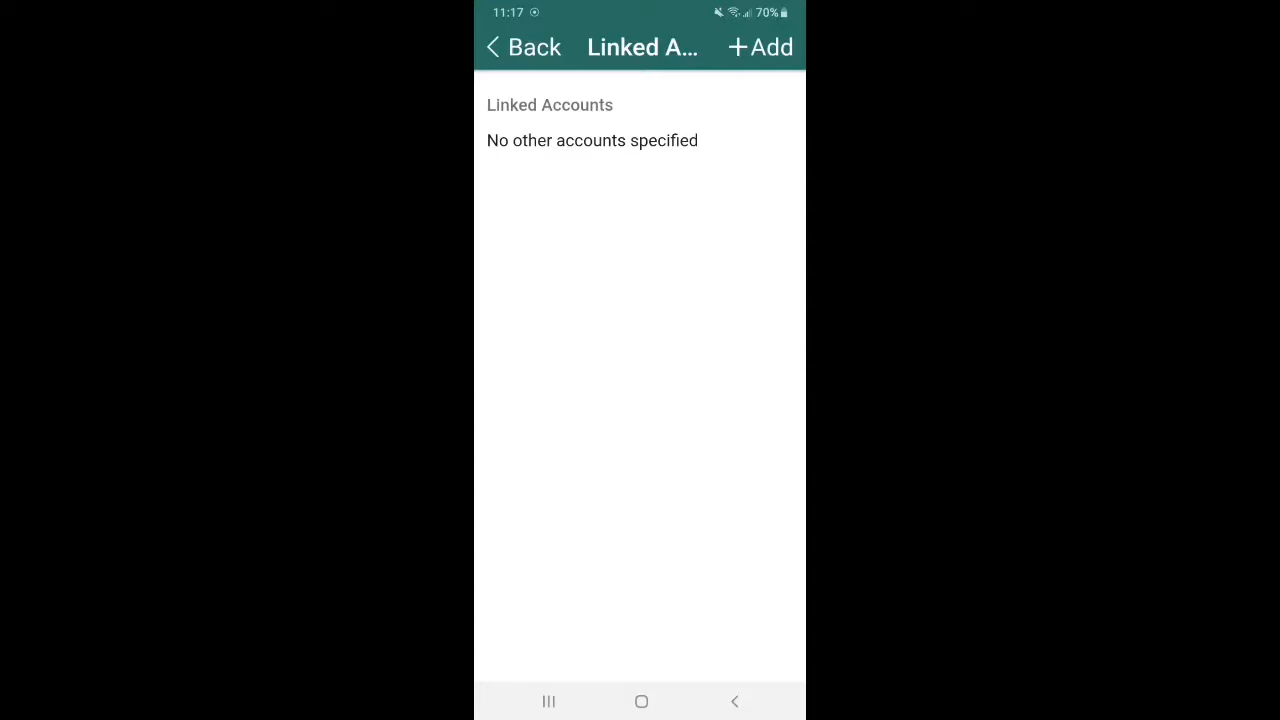 11:17 70%
Back Linked A... +Add
Linked Accounts
No other accounts specified